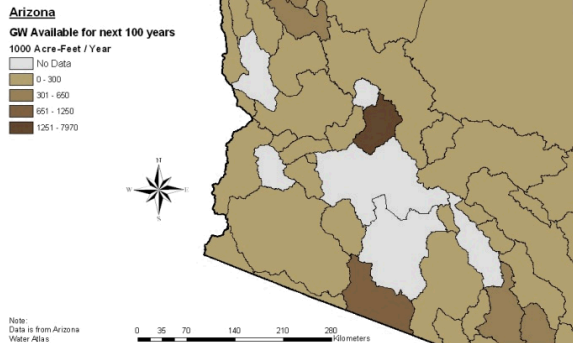 Arizona
GW Available for next 100 years
1000 Acre-Feet / Year
No Data
0 - 300
301 - 650
651 - 1250
1251 - 7970
N
W E
S
Note:
Data is from Arizona
Water Atlas
0 35 70 140 210 280
Kilometers